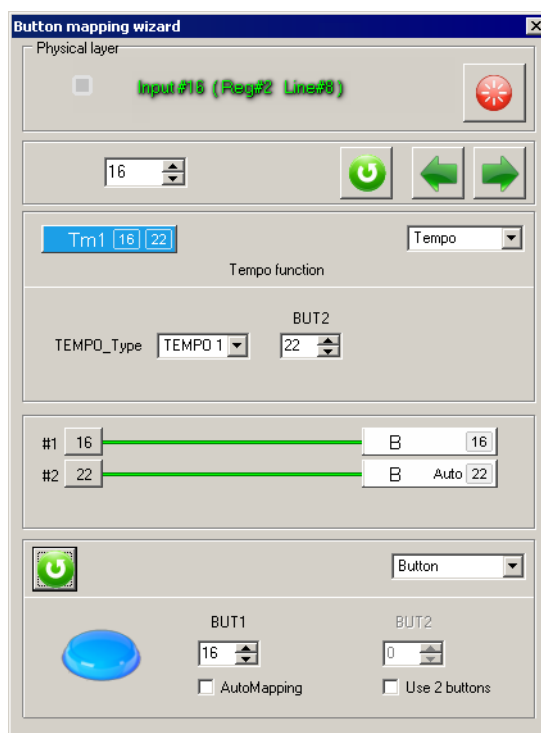 Button mapping wizard
Physical layer
Input#16 (Reg#2 Line#8)
16
Tm1 16 22
Tempo
Tempo function
BUT2
TEMPO_Type TEMPO 1 22
#1 16 B 16
#2 22 B Auto 22
Button
BUT1 BUT2
16 0
AutoMapping Use 2 buttons